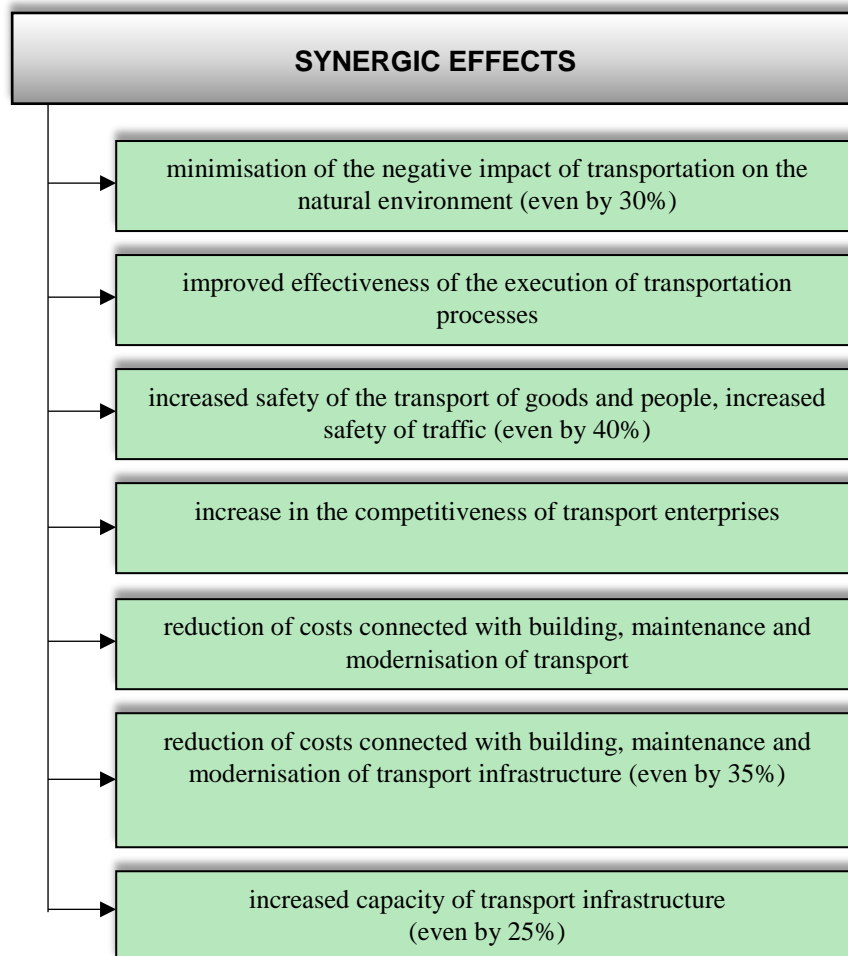 SYNERGIC EFFECTS
minimisation of the negative impact of transportation on the
natural environment (even by 30%)
improved effectiveness of the execution of transportation
processes
increased safety of the transport of goods and people, increased
safety of traffic (even by 40%)
increase in the competitiveness of transport enterprises
reduction of costs connected with building, maintenance and
modernisation of transport
reduction of costs connected with building, maintenance and
modernisation of transport infrastructure (even by 35%)
increased capacity of transport infrastructure
(even by 25%)